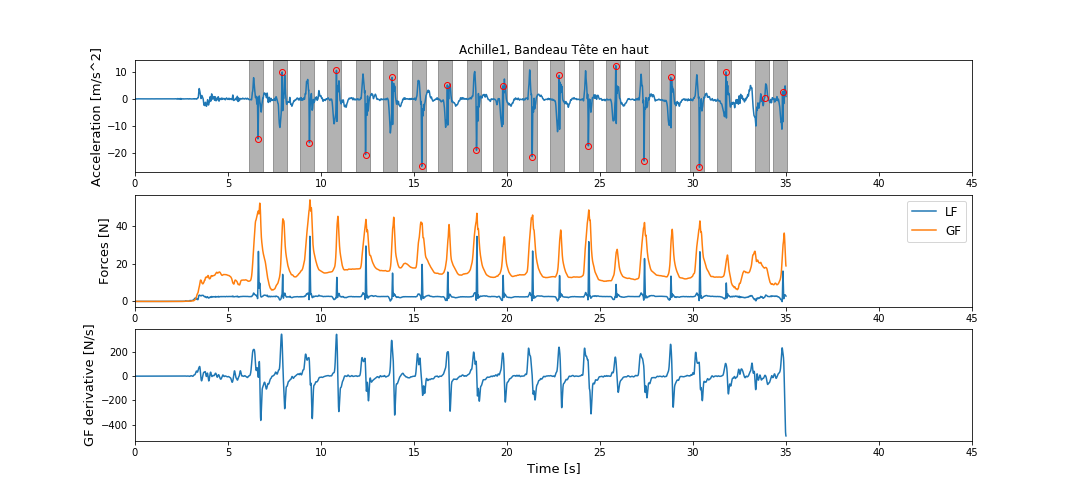 Achille1, Bandeau Tête en haut
Acceleration [m/s^2]
10
0
−10
−20
0 5 10 15 20 25 30 35 40 45
Forces [N]
40
20
0
LF
GF
0 5 10 15 20 25 30 35 40 45
GF derivative [N/s]
200
0
−200
−400
0 5 10 15 20 25 30 35 40 45
Time [s]